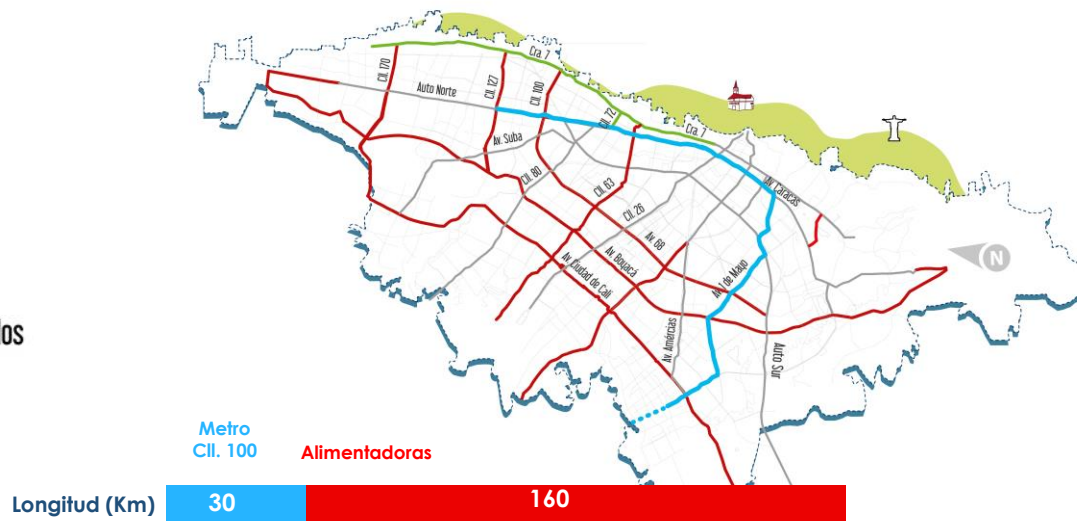 Cra. 7
Cll. 170
Cll. 127
Cll. 100
Auto Norte
Cll. 72
Cra. 7
Av. Suba
Cll. 80
Cll. 63
Av. Caracas
Cll. 26
Av. 68
N
Av. Boyacá
Av. Ciudad de Cali
Av. 1 de Mayo
los
Av. Américias
Auto Sur
Metro
Cll. 100
Alimentadoras
Longitud (Km)
30
160